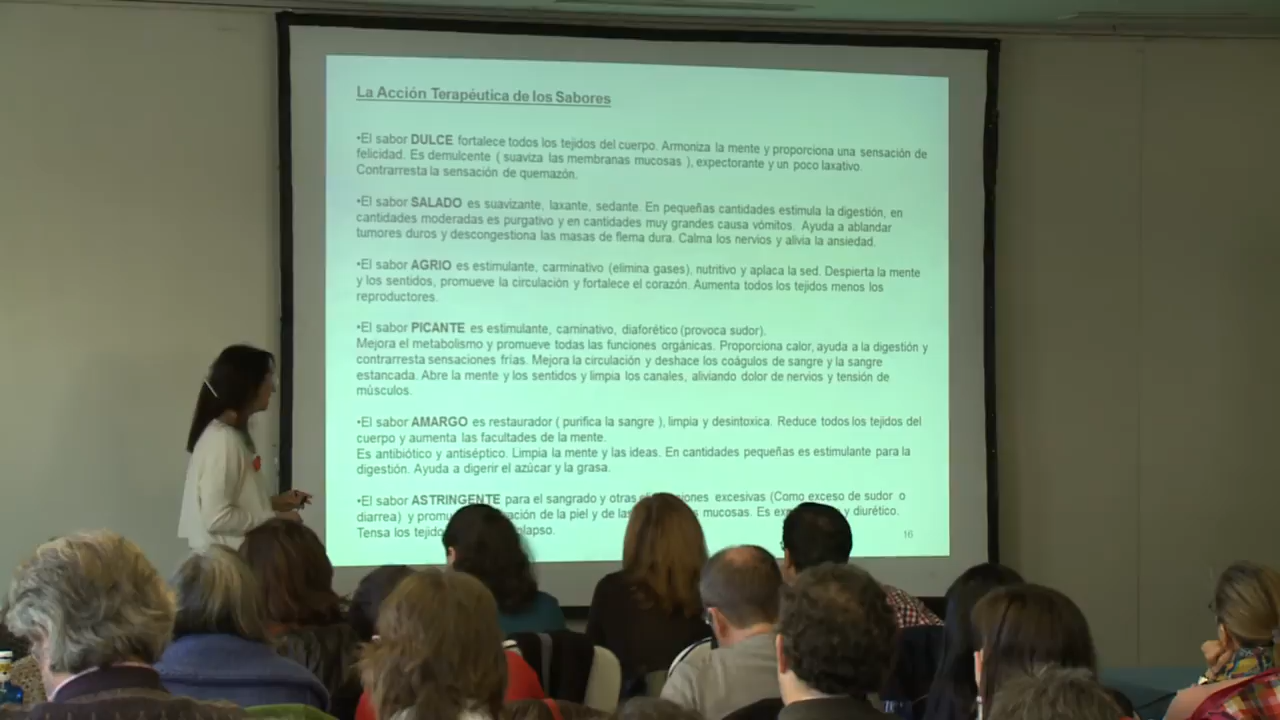 La Acción Terapéutica de los Sabores
•El sabor DULCE fortalece todos los tejidos del cuerpo. Armoniza la mente y proporciona una sensación de
felicidad. Es demulcente ( suaviza las membranas mucosas ), expectorante y un poco laxativo.
Contrarresta la sensación de quemazón.
•El sabor SALADO es suavizante, laxante, sedante. En pequeñas cantidades estimula la digestión, en
cantidades moderadas es purgativo y en cantidades muy grandes causa vómitos. Ayuda a ablandar
tumores duros y descongestiona las masas de flema dura. Calma los nervios y alivia la ansiedad.
•El sabor AGRIO es estimulante, carminativo (elimina gases), nutritivo y aplaca la sed. Despierta la mente
y los sentidos, promueve la circulación y fortalece el corazón. Aumenta todos los tejidos menos los
reproductores.
•El sabor PICANTE es estimulante, caminativo, diaforético (provoca sudor).
Mejora el metabolismo y promueve todas las funciones orgánicas. Proporciona calor, ayuda a la digestión y
contrarresta sensaciones frías. Mejora la circulación y deshace los coágulos de sangre y la sangre
estancada. Abre la mente y los sentidos y limpia los canales, aliviando dolor de nervios y tensión de
músculos.
•El sabor AMARGO es restaurador ( purifica la sangre ), limpia y desintoxica. Reduce todos los tejidos del
cuerpo y aumenta las facultades de la mente.
Es antibiótico y antiséptico. Limpia la mente y las ideas. En cantidades pequeñas es estimulante para la
digestión. Ayuda a digerir el azúcar y la grasa.
•El sabor ASTRINGENTE para el sangrado y otras excesivas (Como exceso de sudor o
diarrea) y de la piel y de las mucosas. Es y diurético.
Tensa los
16